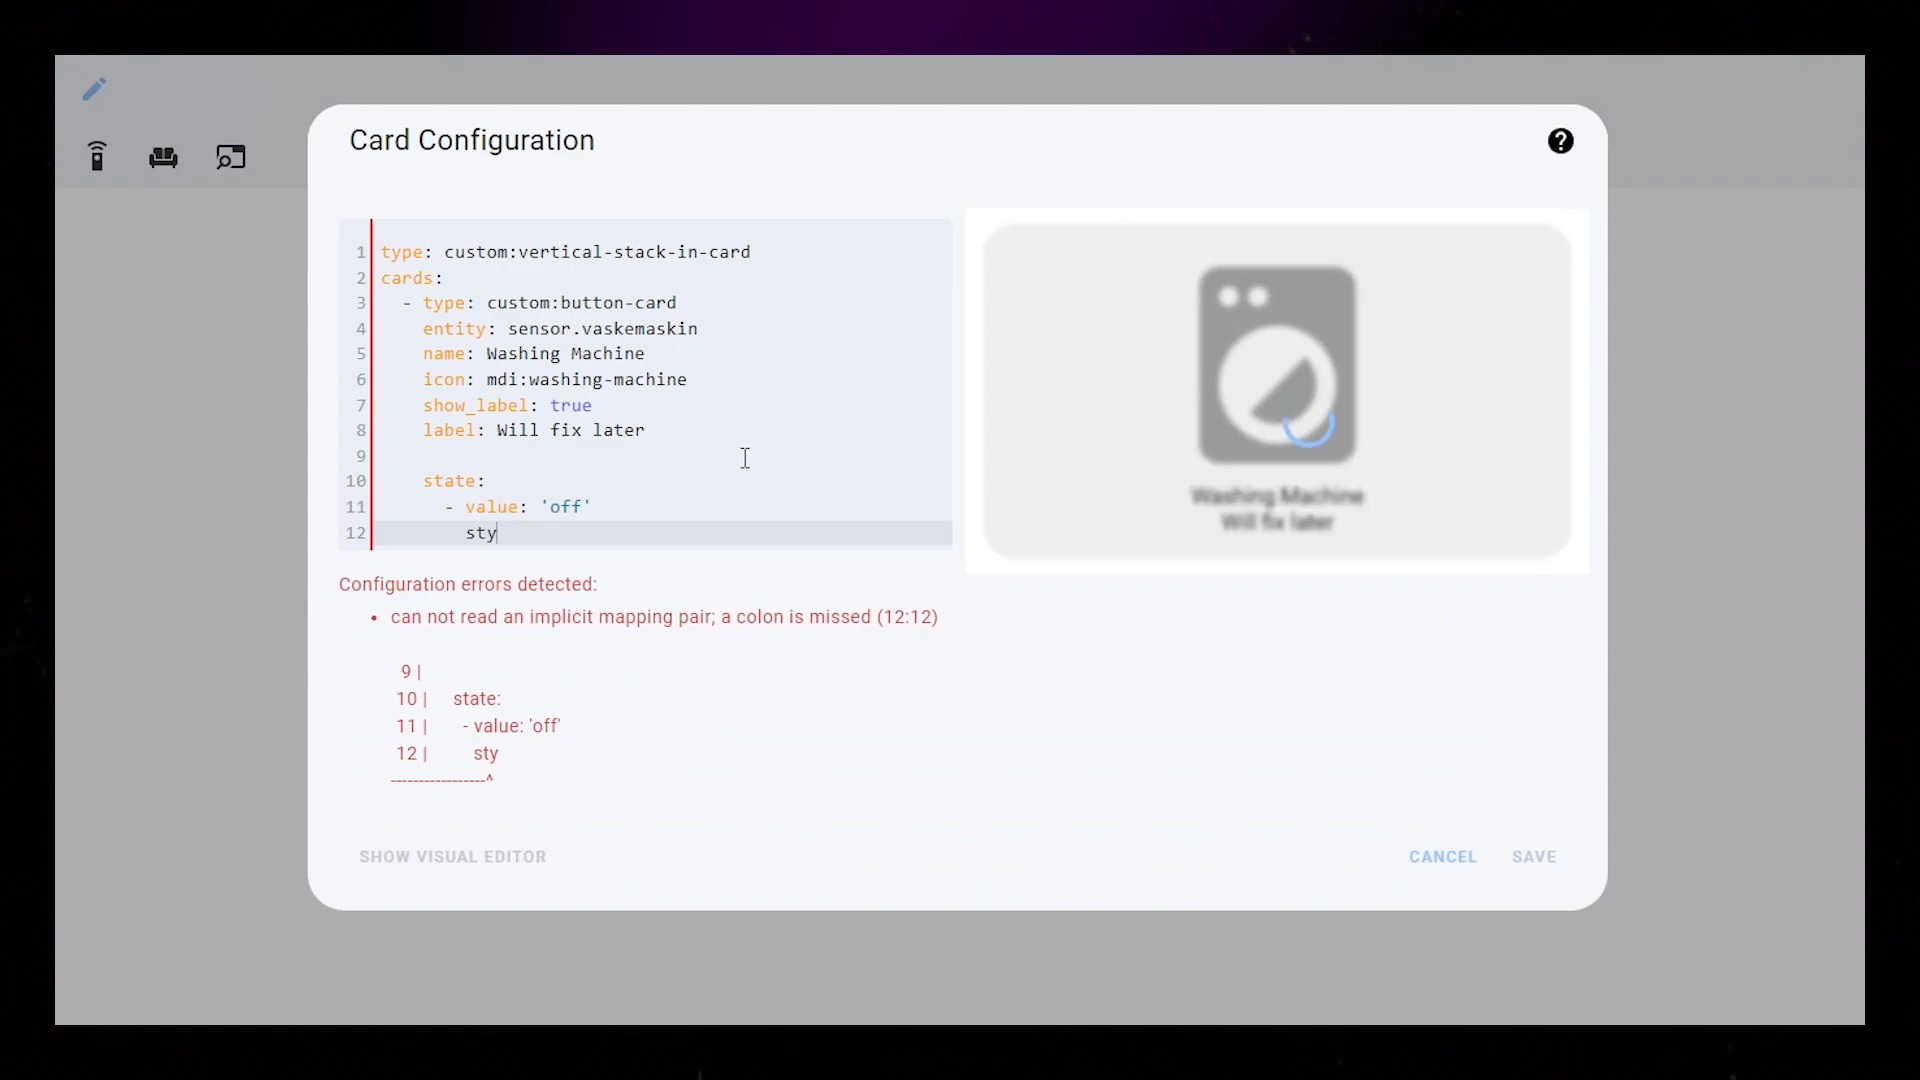 Card Configuration
1 type: custom:vertical-stack-in-card
2 cards:
3 - type: custom:button-card
4 entity: sensor.vaskemaskin
5 name: Washing Machine
6 icon: mdi:washing-machine
7 show_label: true
8 label: Will fix later
9
10 state:
11 - value: 'off'
12 sty
Washing Machine
Will fix later
Configuration errors detected:
• can not read an implicit mapping pair; a colon is missed (12:12)
9 |
10 | state:
11 | - value: 'off'
12 | sty
-----------------^
SHOW VISUAL EDITOR
CANCEL
SAVE